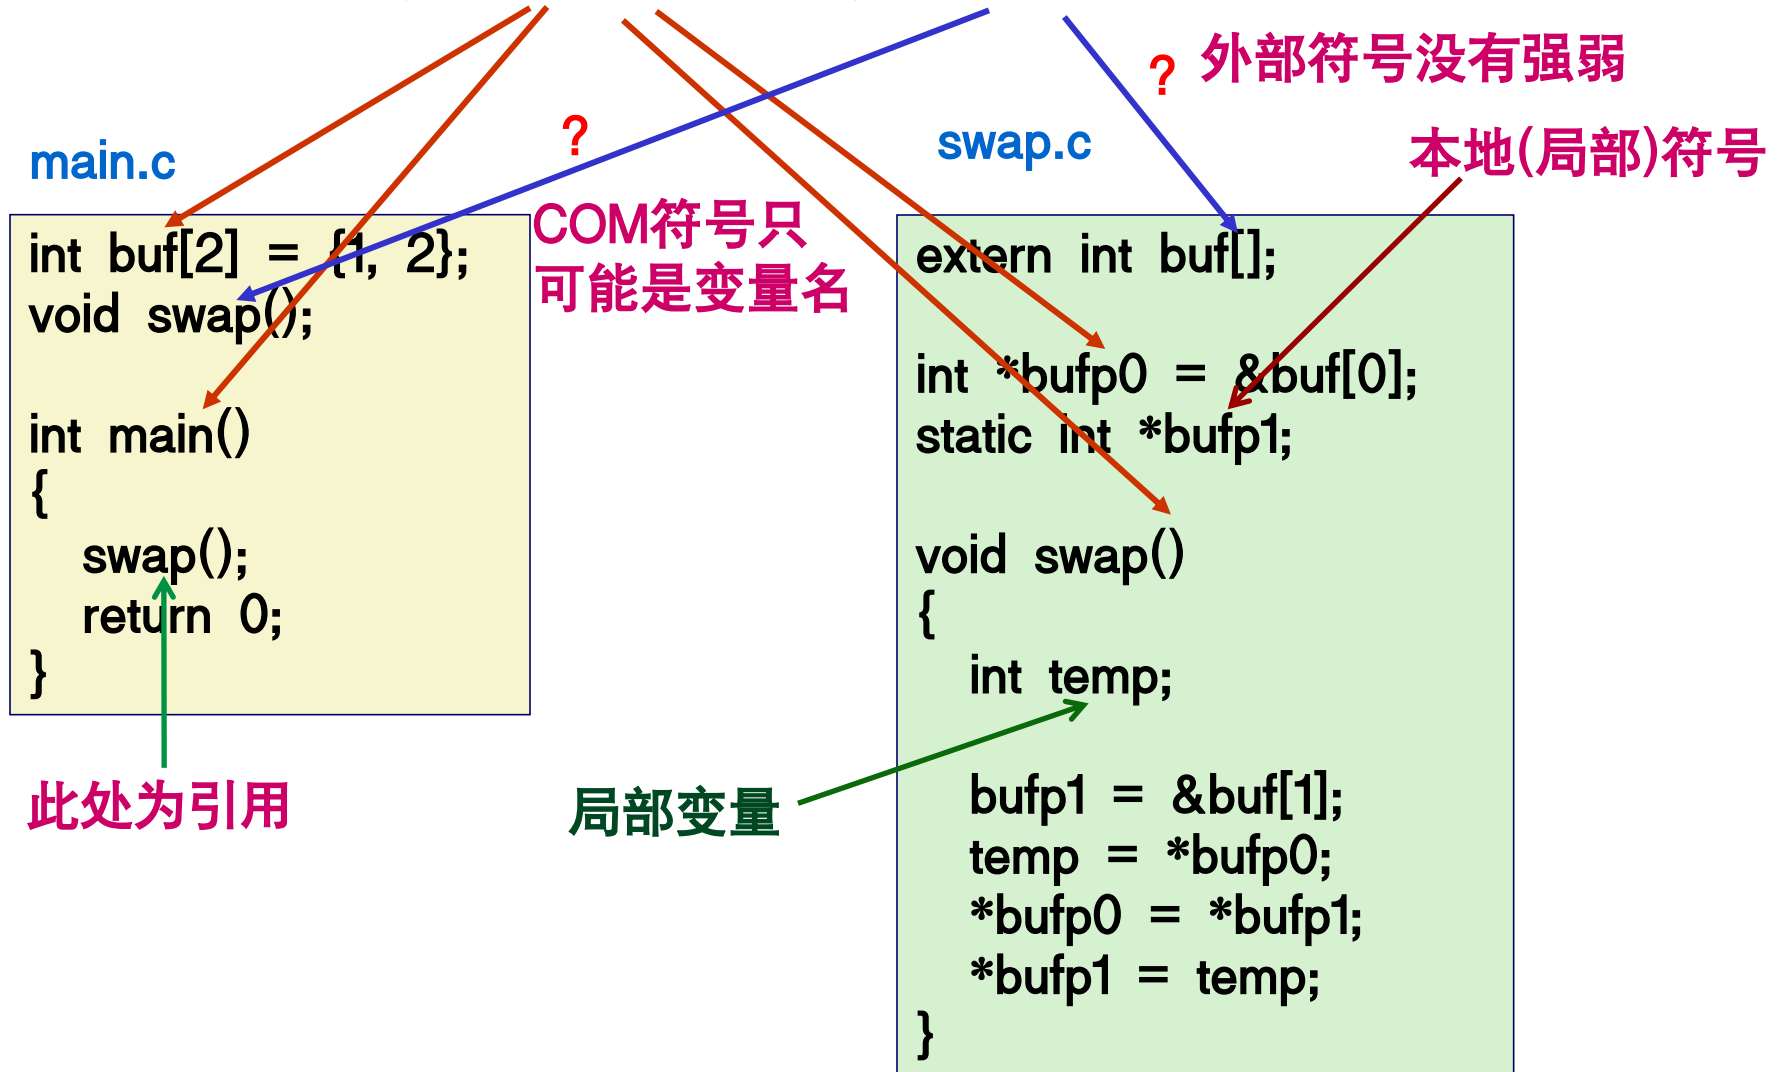 ? 外部符号没有强弱
main.c
?
swap.c
本地(局部)符号
COM符号只
可能是变量名
int buf[2] = {1, 2};
void swap();
int main()
{
swap();
return 0;
}
此处为引用
extern int buf[];
int *bufp0 = &buf[0];
static int *bufp1;
void swap()
{
int temp;
局部变量
bufp1 = &buf[1];
temp = *bufp0;
*bufp0 = *bufp1;
*bufp1 = temp;
}